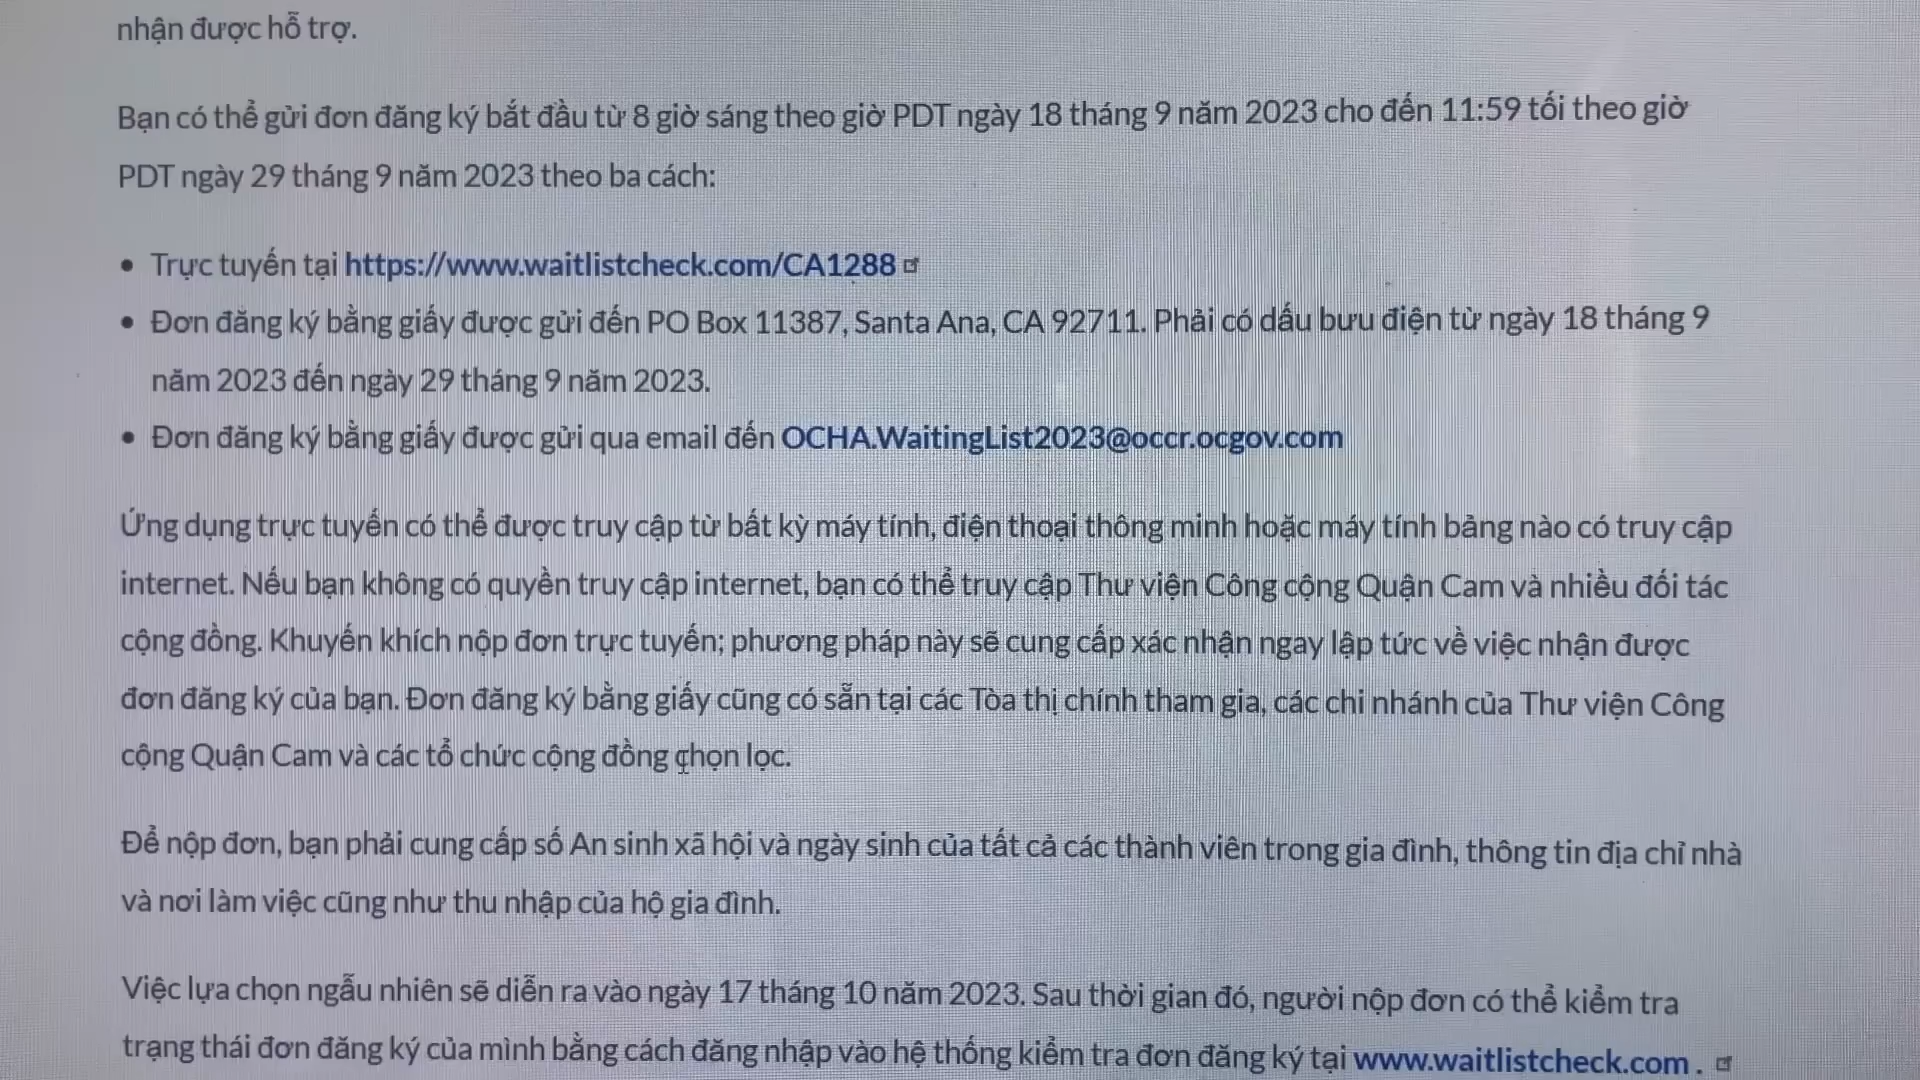 nhận được hỗ trợ.
Bạn có thể gửi đơn đăng ký bắt đầu từ 8 giờ sáng theo giờ PDT ngày 18 tháng 9 năm 2023 cho đến 11:59 tối theo giờ
PDT ngày 29 tháng 9 năm 2023 theo ba cách:
• Trực tuyến tại https://www.waitlistcheck.com/CA1288
• Đơn đăng ký bằng giấy được gửi đến PO Box 11387, Santa Ana, CA 92711. Phải có dấu bưu điện từ ngày 18 tháng 9
năm 2023 đến ngày 29 tháng 9 năm 2023.
• Đơn đăng ký bằng giấy được gửi qua email đến OCHA.WaitingList2023@occr.ocgov.com
Ứng dụng trực tuyến có thể được truy cập từ bất kỳ máy tính, điện thoại thông minh hoặc máy tính bảng nào có truy cập
internet. Nếu bạn không có quyền truy cập internet, bạn có thể truy cập Thư viện Công cộng Quận Cam và nhiều đối tác
cộng đồng. Khuyến khích nộp đơn trực tuyến; phương pháp này sẽ cung cấp xác nhận ngay lập tức về việc nhận được
đơn đăng ký của bạn. Đơn đăng ký bằng giấy cũng có sẵn tại các Tòa thị chính tham gia, các chi nhánh của Thư viện Công
cộng Quận Cam và các tổ chức cộng đồng chọn lọc.
Để nộp đơn, bạn phải cung cấp số An sinh xã hội và ngày sinh của tất cả các thành viên trong gia đình, thông tin địa chỉ nhà
và nơi làm việc cũng như thu nhập của hộ gia đình.
Việc lựa chọn ngẫu nhiên sẽ diễn ra vào ngày 17 tháng 10 năm 2023. Sau thời gian đó, người nộp đơn có thể kiểm tra
trạng thái đơn đăng ký của mình bằng cách đăng nhập vào hệ thống kiểm tra đơn đăng ký tại www.waitlistcheck.com .